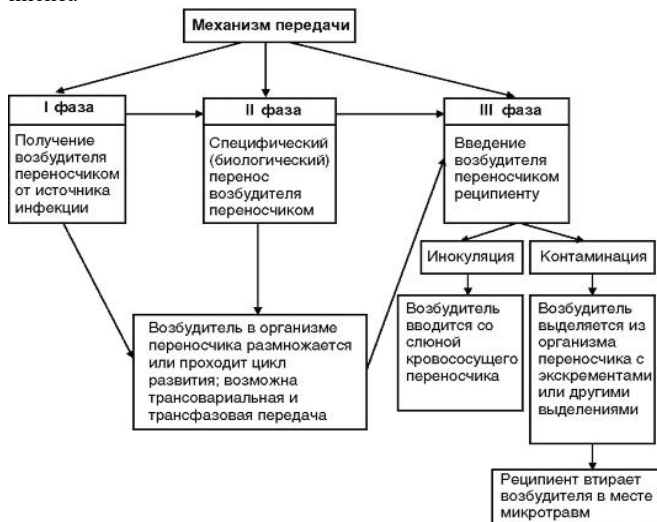 Механизм передачи
I фаза
Получение
возбудителя
переносчиком
от источника
инфекции
II фаза
Специфический
(биологический)
перенос
возбудителя
переносчиком
III фаза
Введение
возбудителя
переносчиком
реципиенту
Инокуляция
Контаминация
Возбудитель в организме
переносчика размножается
или проходит цикл
развития; возможна
трансовариальная и
трансфазовая передача
Возбудитель
вводится со
слюной
кровососущего
переносчика
Возбудитель
выделяется из
организма
переносчика с
экскрементами
или другими
выделениями
Реципиент втирает
возбудителя в месте
микротравм